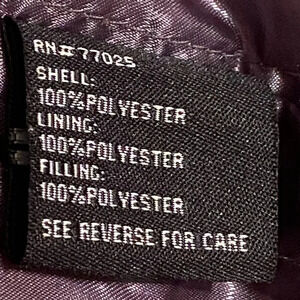 RN#77025
SHELL:
100%POLYESTER
LINING:
100%POLYESTER
FILLING:
100%POLYESTER
SEE REVERSE FOR CARE